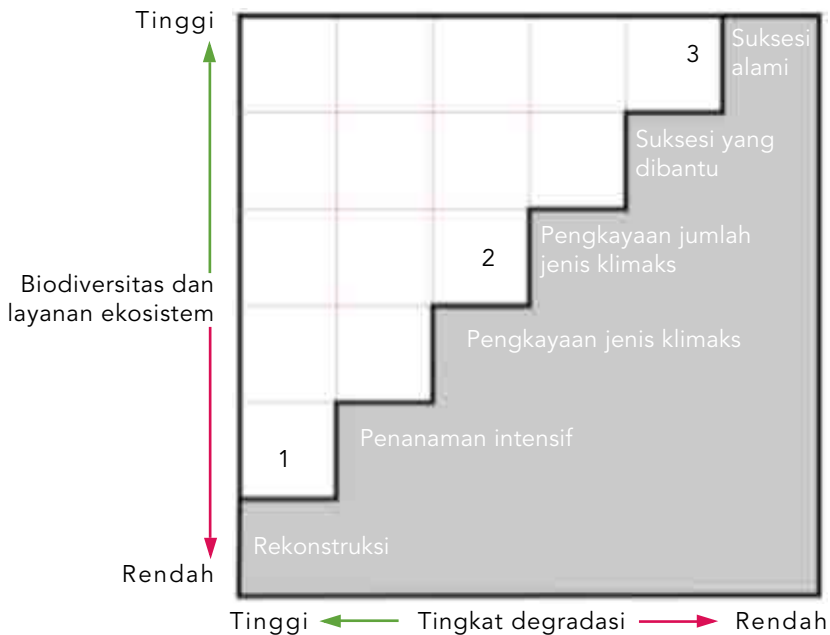 Tinggi
3
Suksesi
alami
Suksesi yang
dibantu
Pengkayaan jumlah
jenis klimaks
2
Biodiversitas dan
layanan ekosistem
Pengkayaan jenis klimaks
Penanaman intensif
1
Rekonstruksi
Rendah
Tinggi
Tingkat degradasi
Rendah